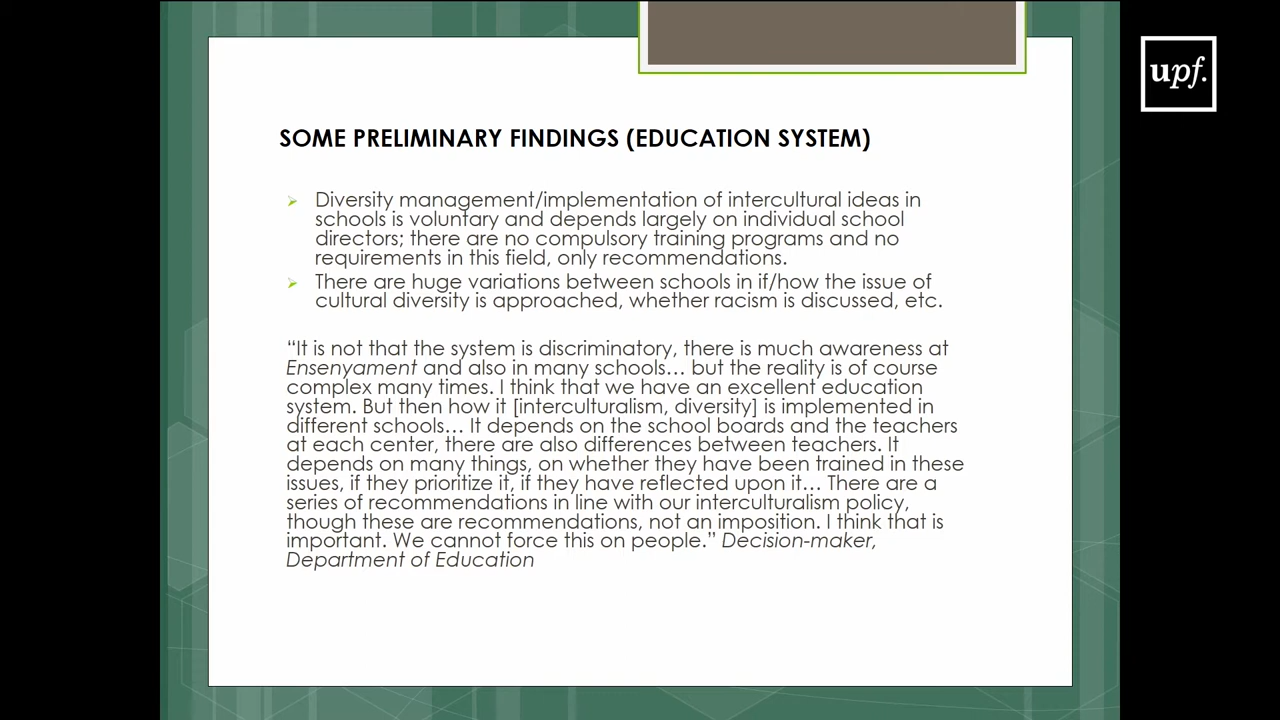 upf.
SOME PRELIMINARY FINDINGS (EDUCATION SYSTEM)
Diversity management/implementation of intercultural ideas in
schools is voluntary and depends largely on individual school
directors; there are no compulsory training programs and no
requirements in this field, only recommendations.
There are huge variations between schools in if/how the issue of
cultural diversity is approached, whether racism is discussed, etc.
“It is not that the system is discriminatory, there is much awareness at
Ensenyament and also in many schools… but the reality is of course
complex many times. I think that we have an excellent education
system. But then how it [interculturalism, diversity] is implemented in
different schools… It depends on the school boards and the teachers
at each center, there are also differences between teachers. It
depends on many things, on whether they have been trained in these
issues, if they prioritize it, if they have reflected upon it… There are a
series of recommendations in line with our interculturalism policy,
though these are recommendations, not an imposition. I think that is
important. We cannot force this on people.” Decision-maker,
Department of Education